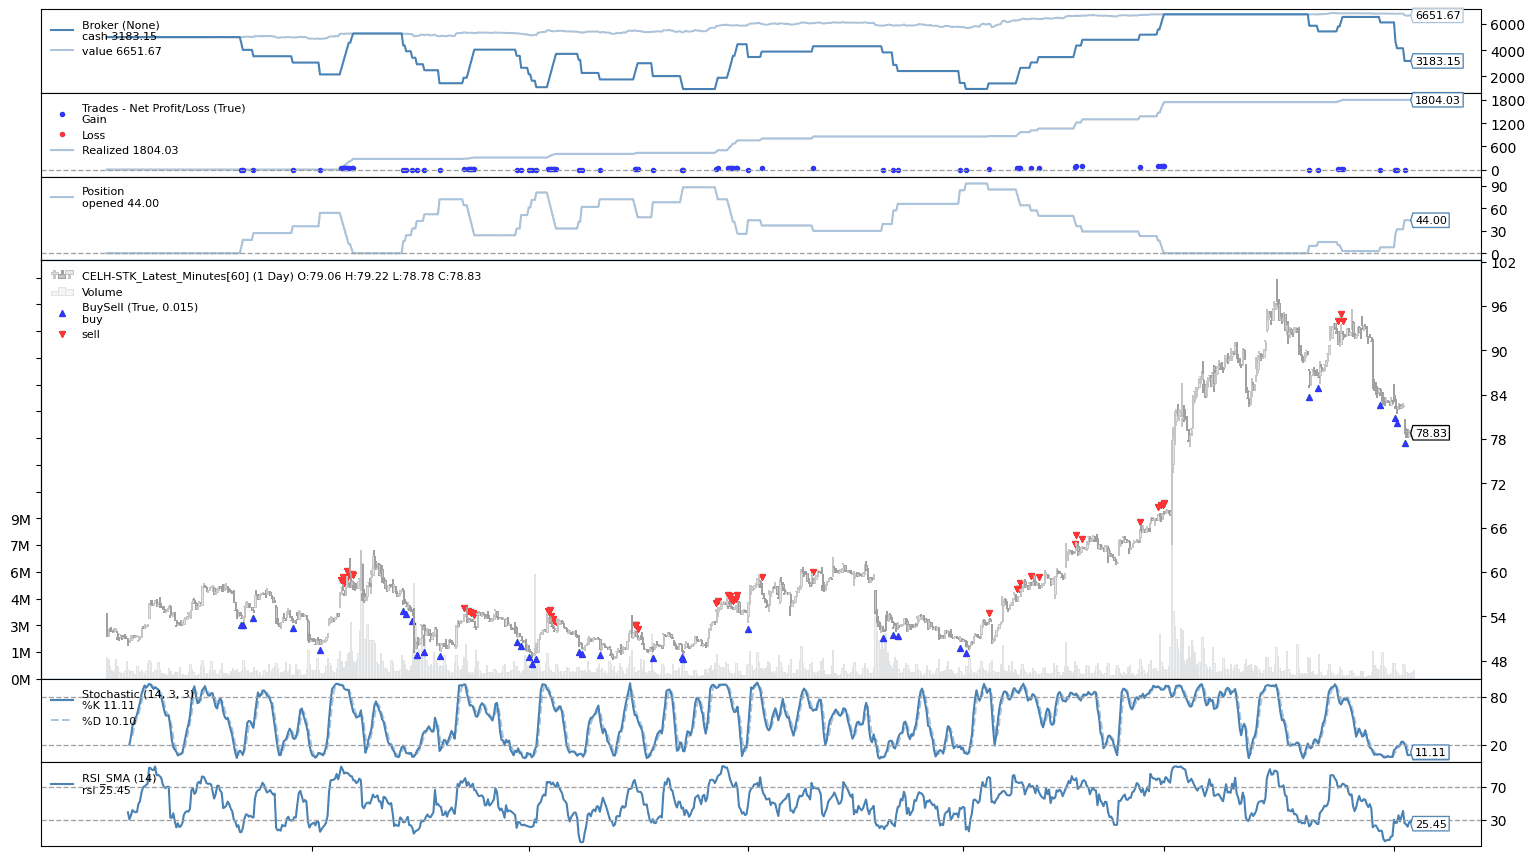 Broker (None)
cash 3183.15
value 6651.67
6651.67
6000
4000
3183.15
2000
Trades - Net Profit/Loss (True)
Gain
Loss
Realized 1804.03
1804.03
1800
1200
600
0
Position
opened 44.00
90
60
44.00
30
0
CELH-STK_Latest_Minutes[60] (1 Day) O:79.06 H:79.22 L:78.78 C:78.83
Volume
BuySell (True, 0.015)
buy
sell
102
96
90
84
78.83
78
72
66
60
54
48
9M
7M
6M
4M
3M
1M
0M
Stochastic (14, 3, 3)
%K 11.11
%D 10.10
80
20
11.11
RSI_SMA (14)
rsi 25.45
70
30
25.45